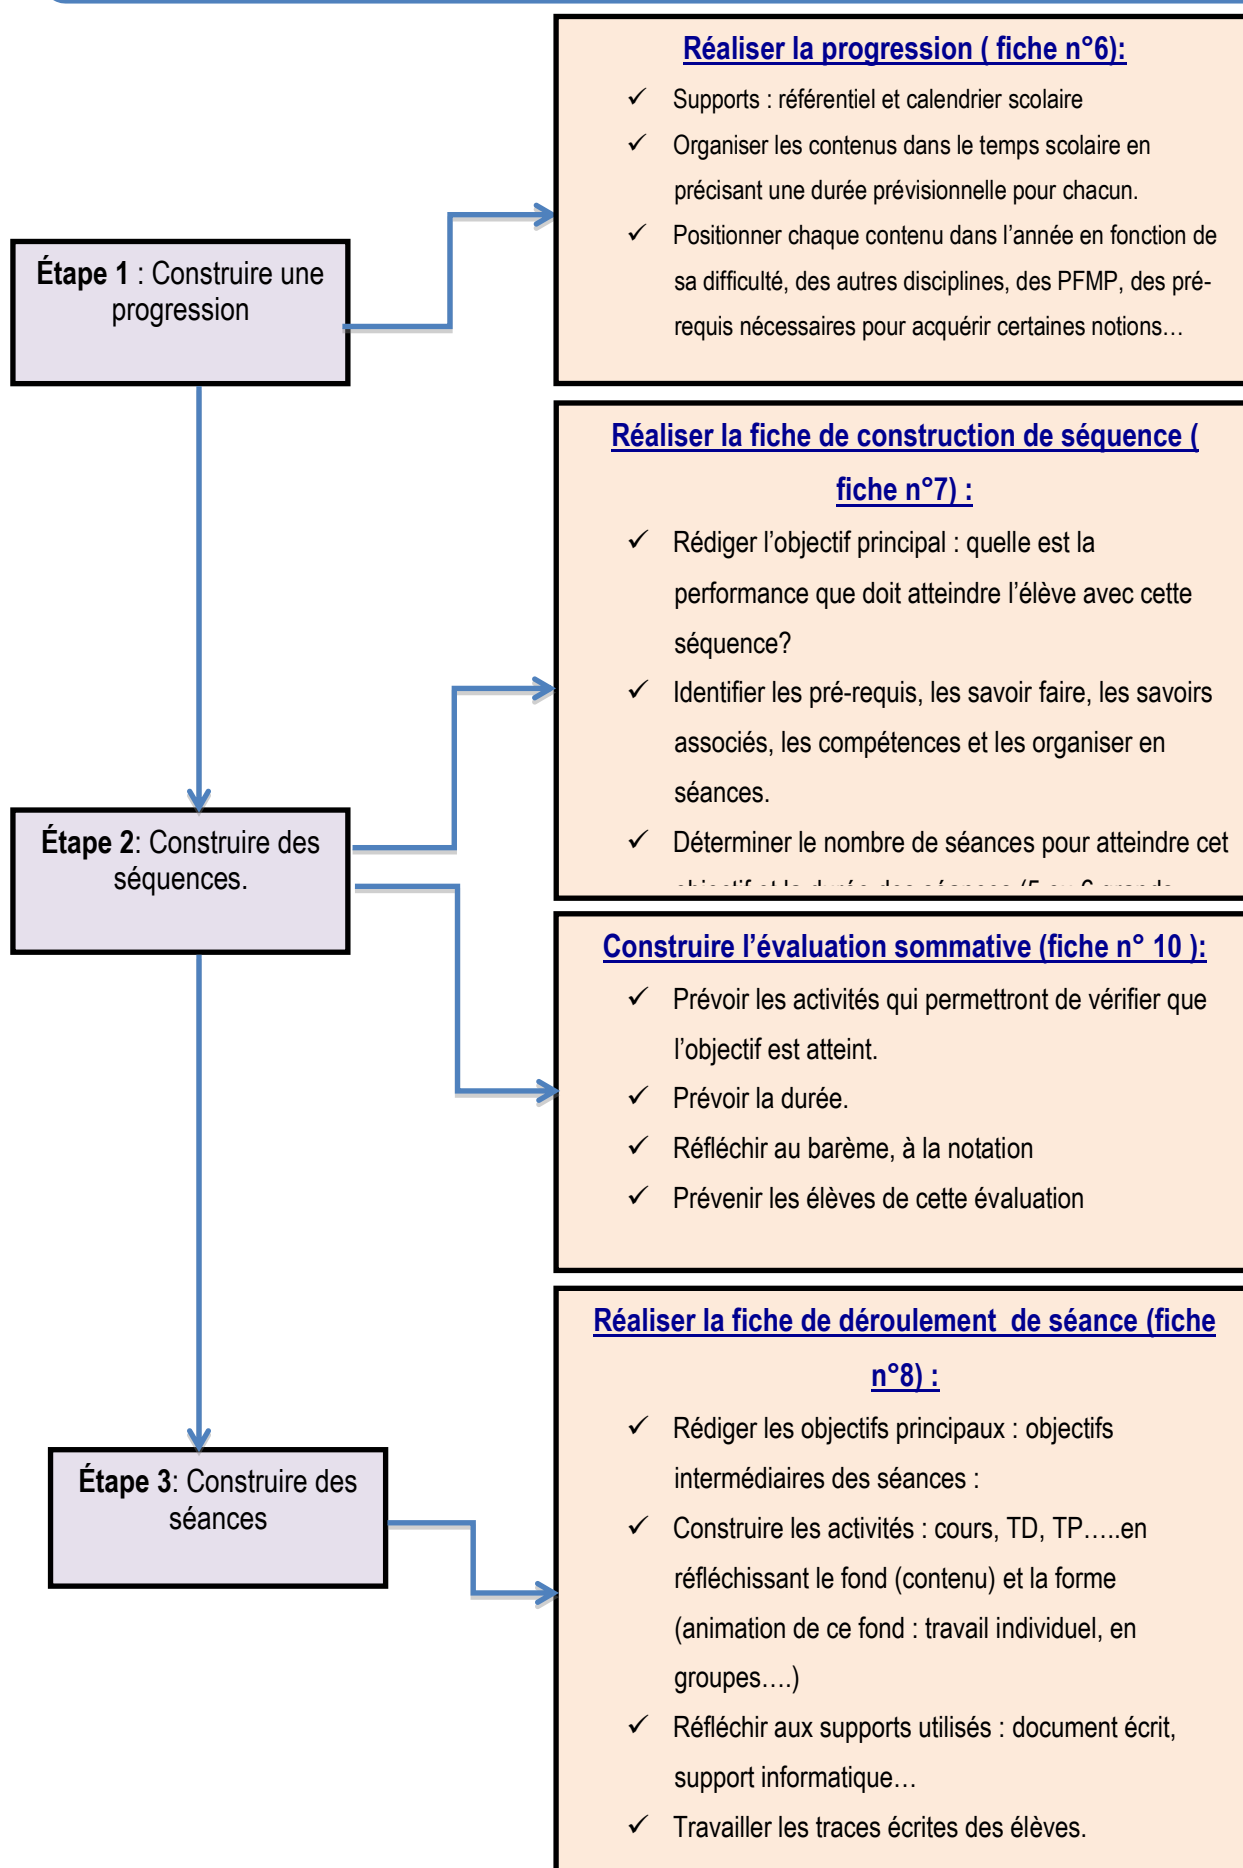 Réaliser la progression ( fiche n°6):
✓ Supports : référentiel et calendrier scolaire
✓ Organiser les contenus dans le temps scolaire en
précisant une durée prévisionnelle pour chacun.
✓ Positionner chaque contenu dans l’année en fonction de
sa difficulté, des autres disciplines, des PFMP, des pré-
requis nécessaires pour acquérir certaines notions…
Étape 1 : Construire une
progression
Réaliser la fiche de construction de séquence (
fiche n°7) :
✓ Rédiger l’objectif principal : quelle est la
performance que doit atteindre l’élève avec cette
séquence?
✓ Identifier les pré-requis, les savoir faire, les savoirs
associés, les compétences et les organiser en
séances.
✓ Déterminer le nombre de séances pour atteindre cet
objectif et la durée des séances (5 ou 6 grands
Étape 2: Construire des
séquences.
Construire l’évaluation sommative (fiche n° 10 ):
✓ Prévoir les activités qui permettront de vérifier que
l’objectif est atteint.
✓ Prévoir la durée.
✓ Réfléchir au barème, à la notation
✓ Prévenir les élèves de cette évaluation
Réaliser la fiche de déroulement  de séance (fiche
n°8) :
✓ Rédiger les objectifs principaux : objectifs
intermédiaires des séances :
✓ Construire les activités : cours, TD, TP…..en
réfléchissant le fond (contenu) et la forme
(animation de ce fond : travail individuel, en
groupes….)
✓ Réfléchir aux supports utilisés : document écrit,
support informatique…
✓ Travailler les traces écrites des élèves.
Étape 3: Construire des
séances